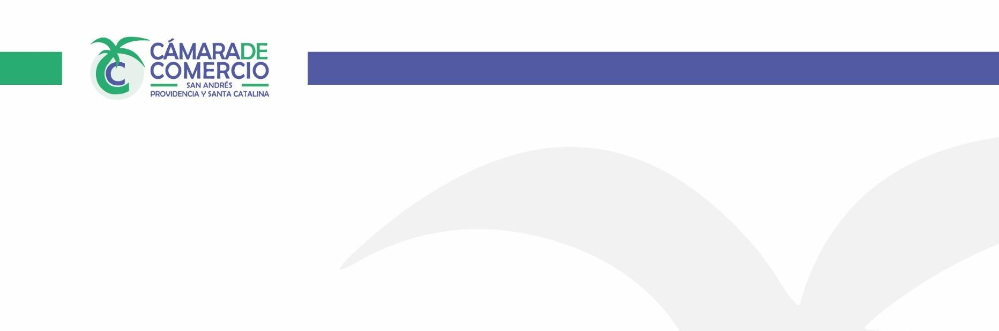 CÁMARADE
COMERCIO
SAN ANDRÉS
PROVIDENCIA Y SANTA CATALINA